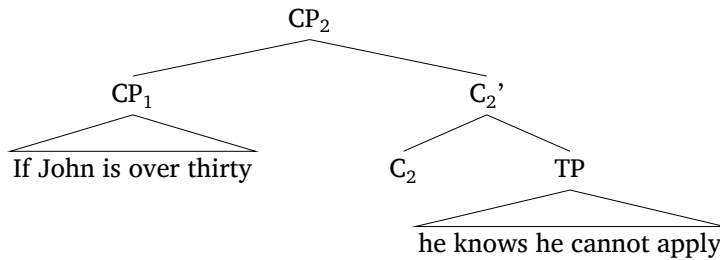 CP₂
CP₁ C₂’
If John is over thirty C₂ TP
he knows he cannot apply